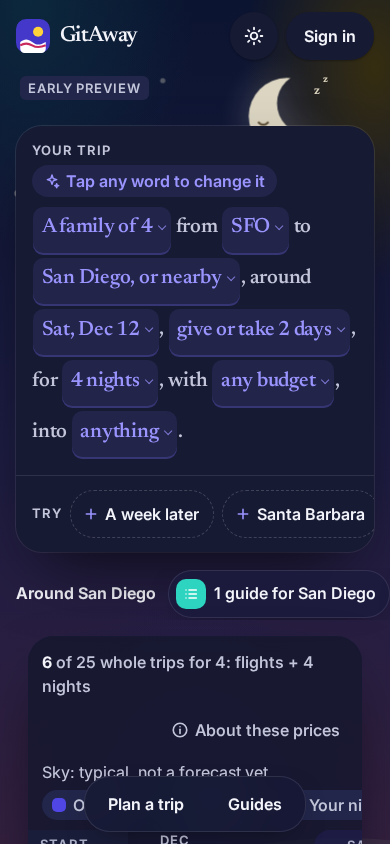 GitAway
Sign in
EARLY PREVIEW
z
z
YOUR TRIP
Tap any word to change it
A family of 4 from SFO to
San Diego, or nearby, around
Sat, Dec 12, give or take 2 days,
for 4 nights, with any budget,
into anything.
TRY + A week later + Santa Barbara
Around San Diego 1 guide for San Diego
6 of 25 whole trips for 4: flights + 4
nights
About these prices
Sky: typical, not a forecast yet
Plan a trip Guides
Your
START DEC